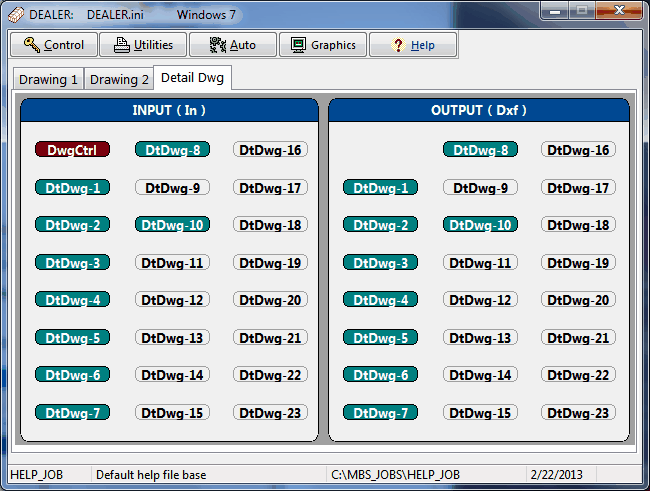 DEALER: DEALER.ini Windows 7
Control Utilities Auto Graphics ? Help
Drawing 1 Drawing 2 Detail Dwg
INPUT ( In ) OUTPUT ( Dxf )
DwgCtrl DtDwg-8 DtDwg-16 DtDwg-8 DtDwg-16
DtDwg-1 DtDwg-9 DtDwg-17 DtDwg-1 DtDwg-9 DtDwg-17
DtDwg-2 DtDwg-10 DtDwg-18 DtDwg-2 DtDwg-10 DtDwg-18
DtDwg-3 DtDwg-11 DtDwg-19 DtDwg-3 DtDwg-11 DtDwg-19
DtDwg-4 DtDwg-12 DtDwg-20 DtDwg-4 DtDwg-12 DtDwg-20
DtDwg-5 DtDwg-13 DtDwg-21 DtDwg-5 DtDwg-13 DtDwg-21
DtDwg-6 DtDwg-14 DtDwg-22 DtDwg-6 DtDwg-14 DtDwg-22
DtDwg-7 DtDwg-15 DtDwg-23 DtDwg-7 DtDwg-15 DtDwg-23
HELP_JOB Default help file base C:\MBS_JOBS\HELP_JOB 2/22/2013